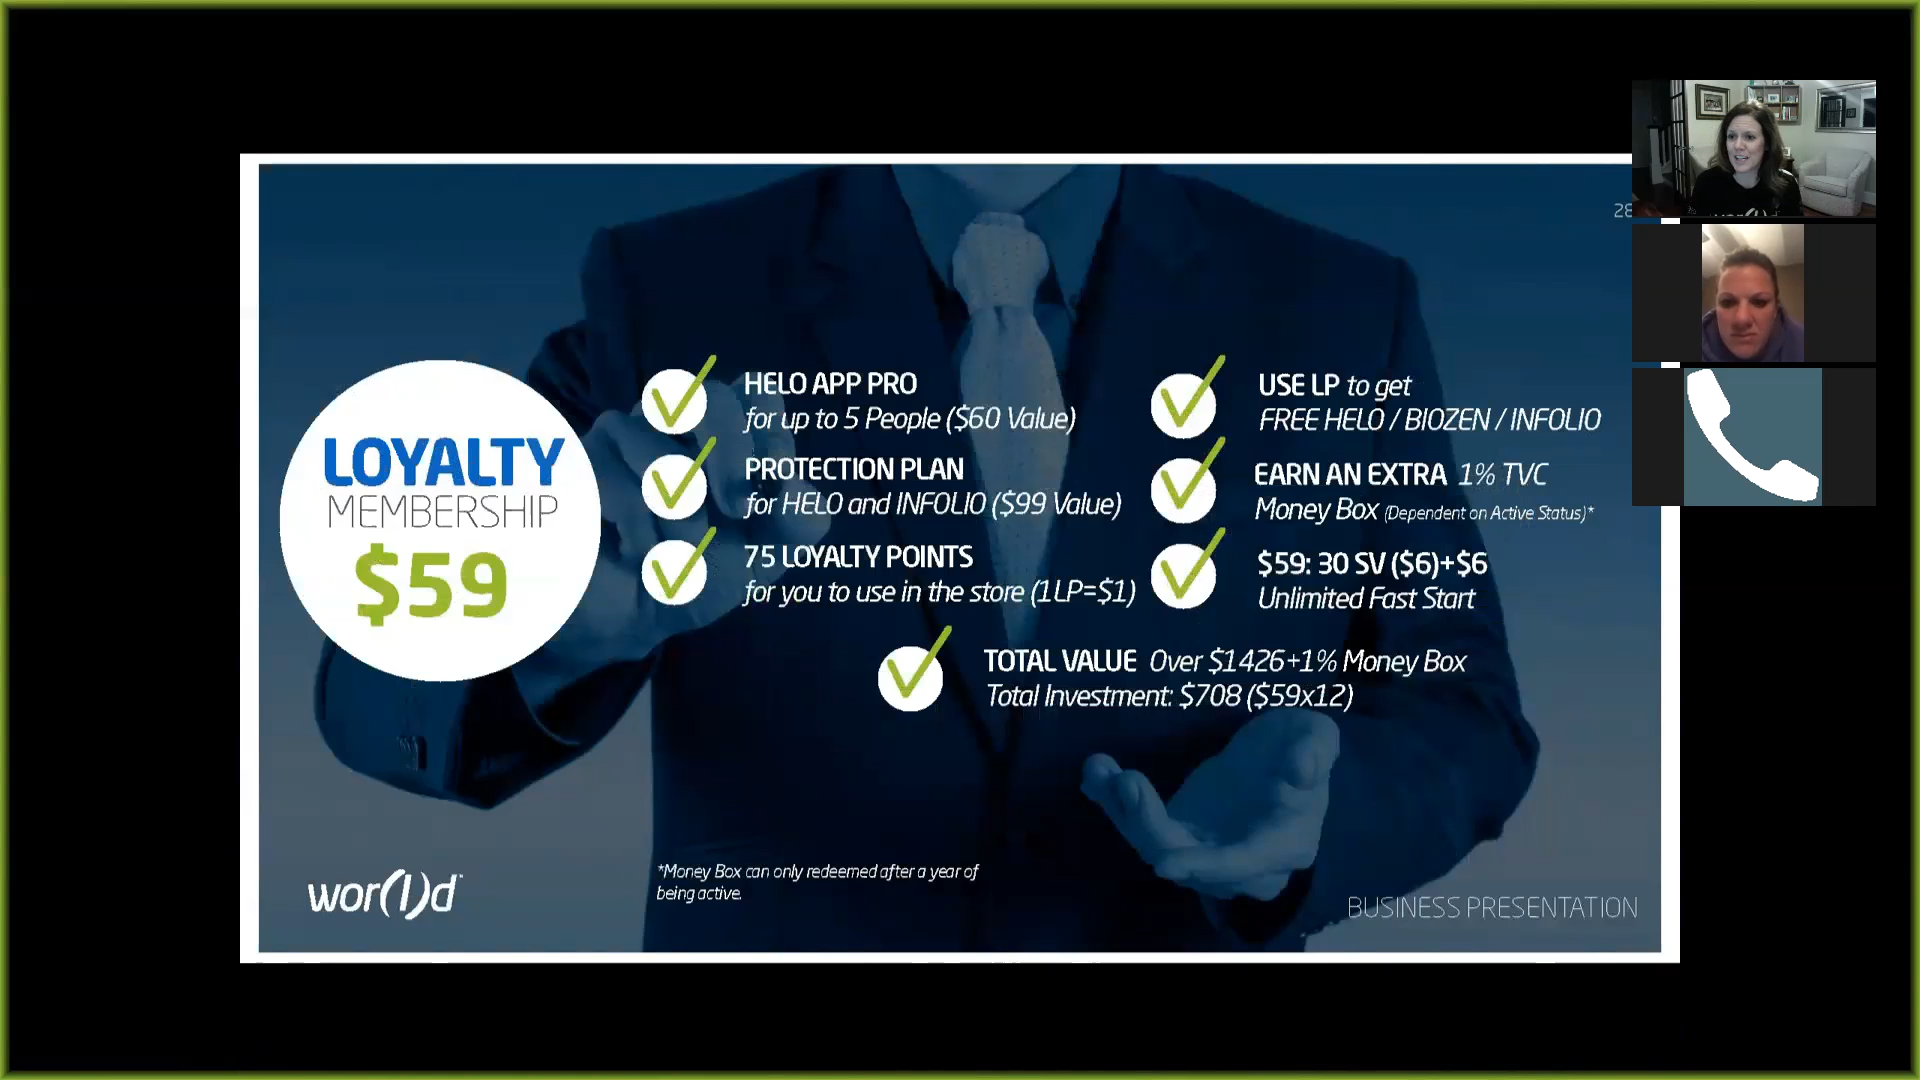 28
LOYALTY
MEMBERSHIP
$59
HELO APP PRO
for up to 5 People ($60 Value)
PROTECTION PLAN
for HELO and INFOLIO ($99 Value)
75 LOYALTY POINTS
for you to use in the store (1LP=$1)
USE LP to get
FREE HELO / BIOZEN / INFOLIO
EARN AN EXTRA 1% TVC
Money Box (Dependent on Active Status)*
$59: 30 SV ($6)+$6
Unlimited Fast Start
TOTAL VALUE Over $1426+1% Money Box
Total Investment: $708 ($59x12)
*Money Box can only redeemed after a year of
being active.
wor(l)d™
BUSINESS PRESENTATION